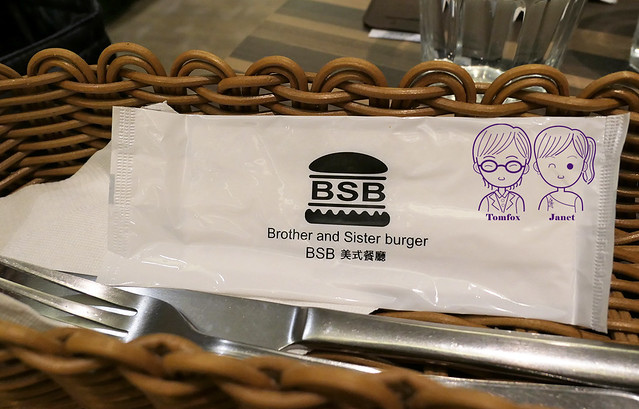 BSB
Brother and Sister burger
BSB 美式餐廳
Tomfox
Janet